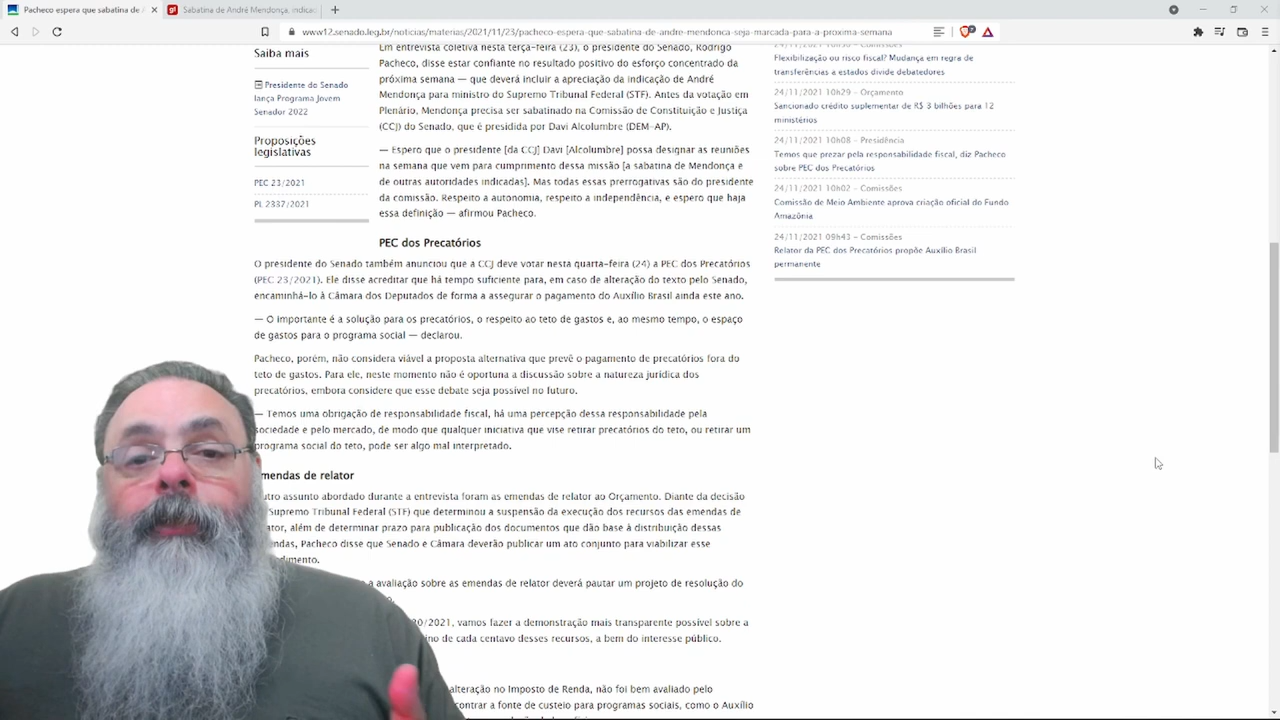 Pacheco espera que sabatina de A
Sabatina de André Mendonça, indicad
www12.senado.leg.br/noticias/materias/2021/11/23/pacheco-espera-que-sabatina-de-andre-mendonca-seja-marcada-para-a-proxima-semana
Saiba mais
Presidente do Senado
lança Programa Jovem
Senador 2022
Proposições
legislativas
PEC 23/2021
PL 2337/2021
Em entrevista coletiva nesta terça-feira (23), o presidente do Senado, Rodrigo
Pacheco, disse estar confiante no resultado positivo do esforço concentrado da
próxima semana — que deverá incluir a apreciação da indicação de André
Mendonça para ministro do Supremo Tribunal Federal (STF). Antes da votação em
Plenário, Mendonça precisa ser sabatinado na Comissão de Constituição e Justiça
(CCJ) do Senado, que é presidida por Davi Alcolumbre (DEM-AP).
— Espero que o presidente [da CCJ] Davi [Alcolumbre] possa designar as reuniões
na semana que vem para cumprimento dessa missão [a sabatina de Mendonça e
de outras autoridades indicadas]. Mas todas essas prerrogativas são do presidente
da comissão. Respeito a autonomia, respeito a independência, e espero que haja
essa definição — afirmou Pacheco.
PEC dos Precatórios
O presidente do Senado também anunciou que a CCJ deve votar nesta quarta-feira (24) a PEC dos Precatórios
(PEC 23/2021). Ele disse acreditar que há tempo suficiente para, em caso de alteração do texto pelo Senado,
encaminhá-lo à Câmara dos Deputados de forma a assegurar o pagamento do Auxílio Brasil ainda este ano.
— O importante é a solução para os precatórios, o respeito ao teto de gastos e, ao mesmo tempo, o espaço
de gastos para o programa social — declarou.
Pacheco, porém, não considera viável a proposta alternativa que prevê o pagamento de precatórios fora do
teto de gastos. Para ele, neste momento não é oportuna a discussão sobre a natureza jurídica dos
precatórios, embora considere que esse debate seja possível no futuro.
— Temos uma obrigação de responsabilidade fiscal, há uma percepção dessa responsabilidade pela
sociedade e pelo mercado, de modo que qualquer iniciativa que vise retirar precatórios do teto, ou retirar um
programa social do teto, pode ser algo mal interpretado.
mendas de relator
utro assunto abordado durante a entrevista foram as emendas de relator ao Orçamento. Diante da decisão
Supremo Tribunal Federal (STF) que determinou a suspensão da execução dos recursos das emendas de
ator, além de determinar prazo para publicação dos documentos que dão base à distribuição dessas
ndas, Pacheco disse que Senado e Câmara deverão publicar um ato conjunto para viabilizar esse
dimento.
a avaliação sobre as emendas de relator deverá pautar um projeto de resolução do
/2021, vamos fazer a demonstração mais transparente possível sobre a
ino de cada centavo desses recursos, a bem do interesse público.
alteração no Imposto de Renda, não foi bem avaliado pelo
ontrar a fonte de custeio para programas sociais, como o Auxílio
24/11/2021 10h30 - Comissões
Flexibilização ou risco fiscal? Mudança em regra de
transferências a estados divide debatedores
24/11/2021 10h29 - Orçamento
Sancionado crédito suplementar de R$ 3 bilhões para 12
ministérios
24/11/2021 10h08 - Presidência
Temos que prezar pela responsabilidade fiscal, diz Pacheco
sobre PEC dos Precatórios
24/11/2021 10h02 - Comissões
Comissão de Meio Ambiente aprova criação oficial do Fundo
Amazônia
24/11/2021 09h43 - Comissões
Relator da PEC dos Precatórios propõe Auxílio Brasil
permanente